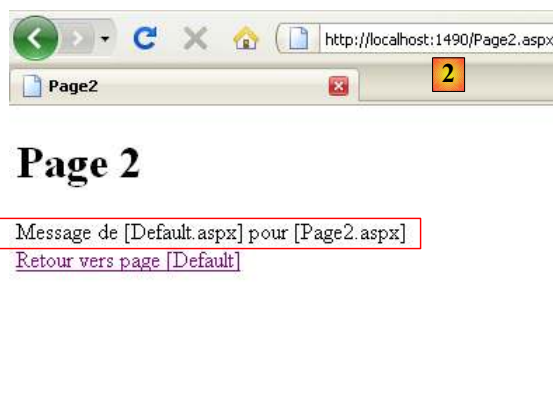 http://localhost:1490/Page2.aspx
Page2
2
Page 2
Message de [Default.aspx] pour [Page2.aspx]
Retour vers page [Default]